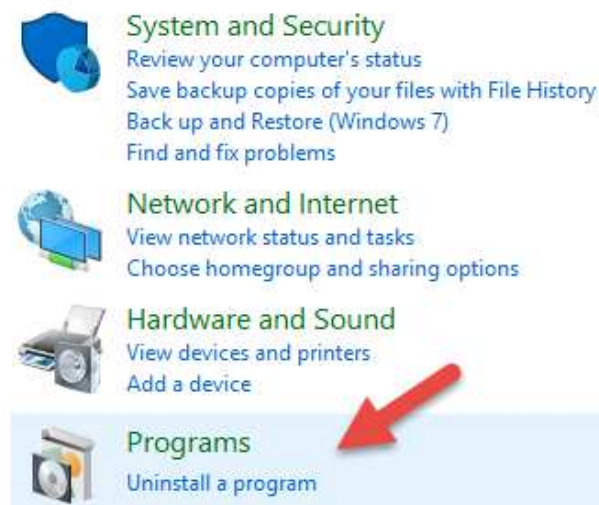 System and Security
Review your computer's status
Save backup copies of your files with File History
Back up and Restore (Windows 7)
Find and fix problems
Network and Internet
View network status and tasks
Choose homegroup and sharing options
Hardware and Sound
View devices and printers
Add a device
Programs
Uninstall a program